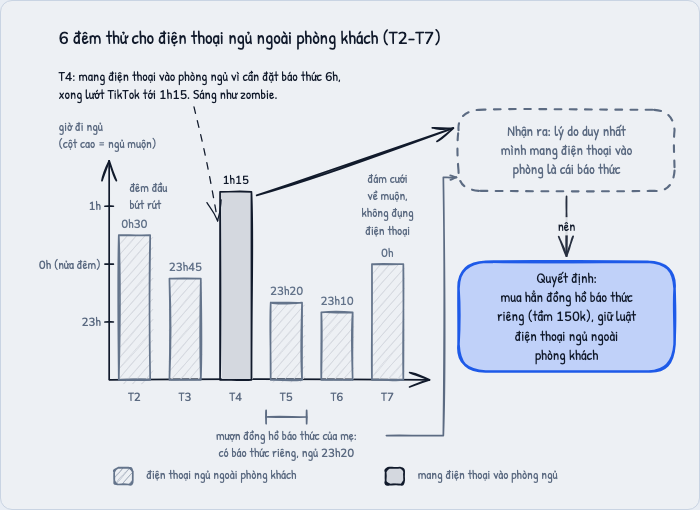 6 đêm thử cho điện thoại ngủ ngoài phòng khách (T2-T7)
T4: mang điện thoại vào phòng ngủ vì cần đặt báo thức 6h,
xong lướt TikTok tới 1h15. Sáng như zombie.
giờ đi ngủ
(cột cao = ngủ muộn)
1h
0h (nửa đêm)
23h
đêm đầu
bứt rứt
0h30
23h45
1h15
23h20
23h10
đám cưới
về muộn,
không đụng
điện thoại
0h
T2
T3
T4
T5
T6
T7
mượn đồng hồ báo thức của mẹ:
có báo thức riêng, ngủ 23h20
Nhận ra: lý do duy nhất
mình mang điện thoại vào
phòng là cái báo thức
nên
Quyết định:
mua hẳn đồng hồ báo thức
riêng (tầm 150k), giữ luật
điện thoại ngủ ngoài
phòng khách
điện thoại ngủ ngoài phòng khách
mang điện thoại vào phòng ngủ